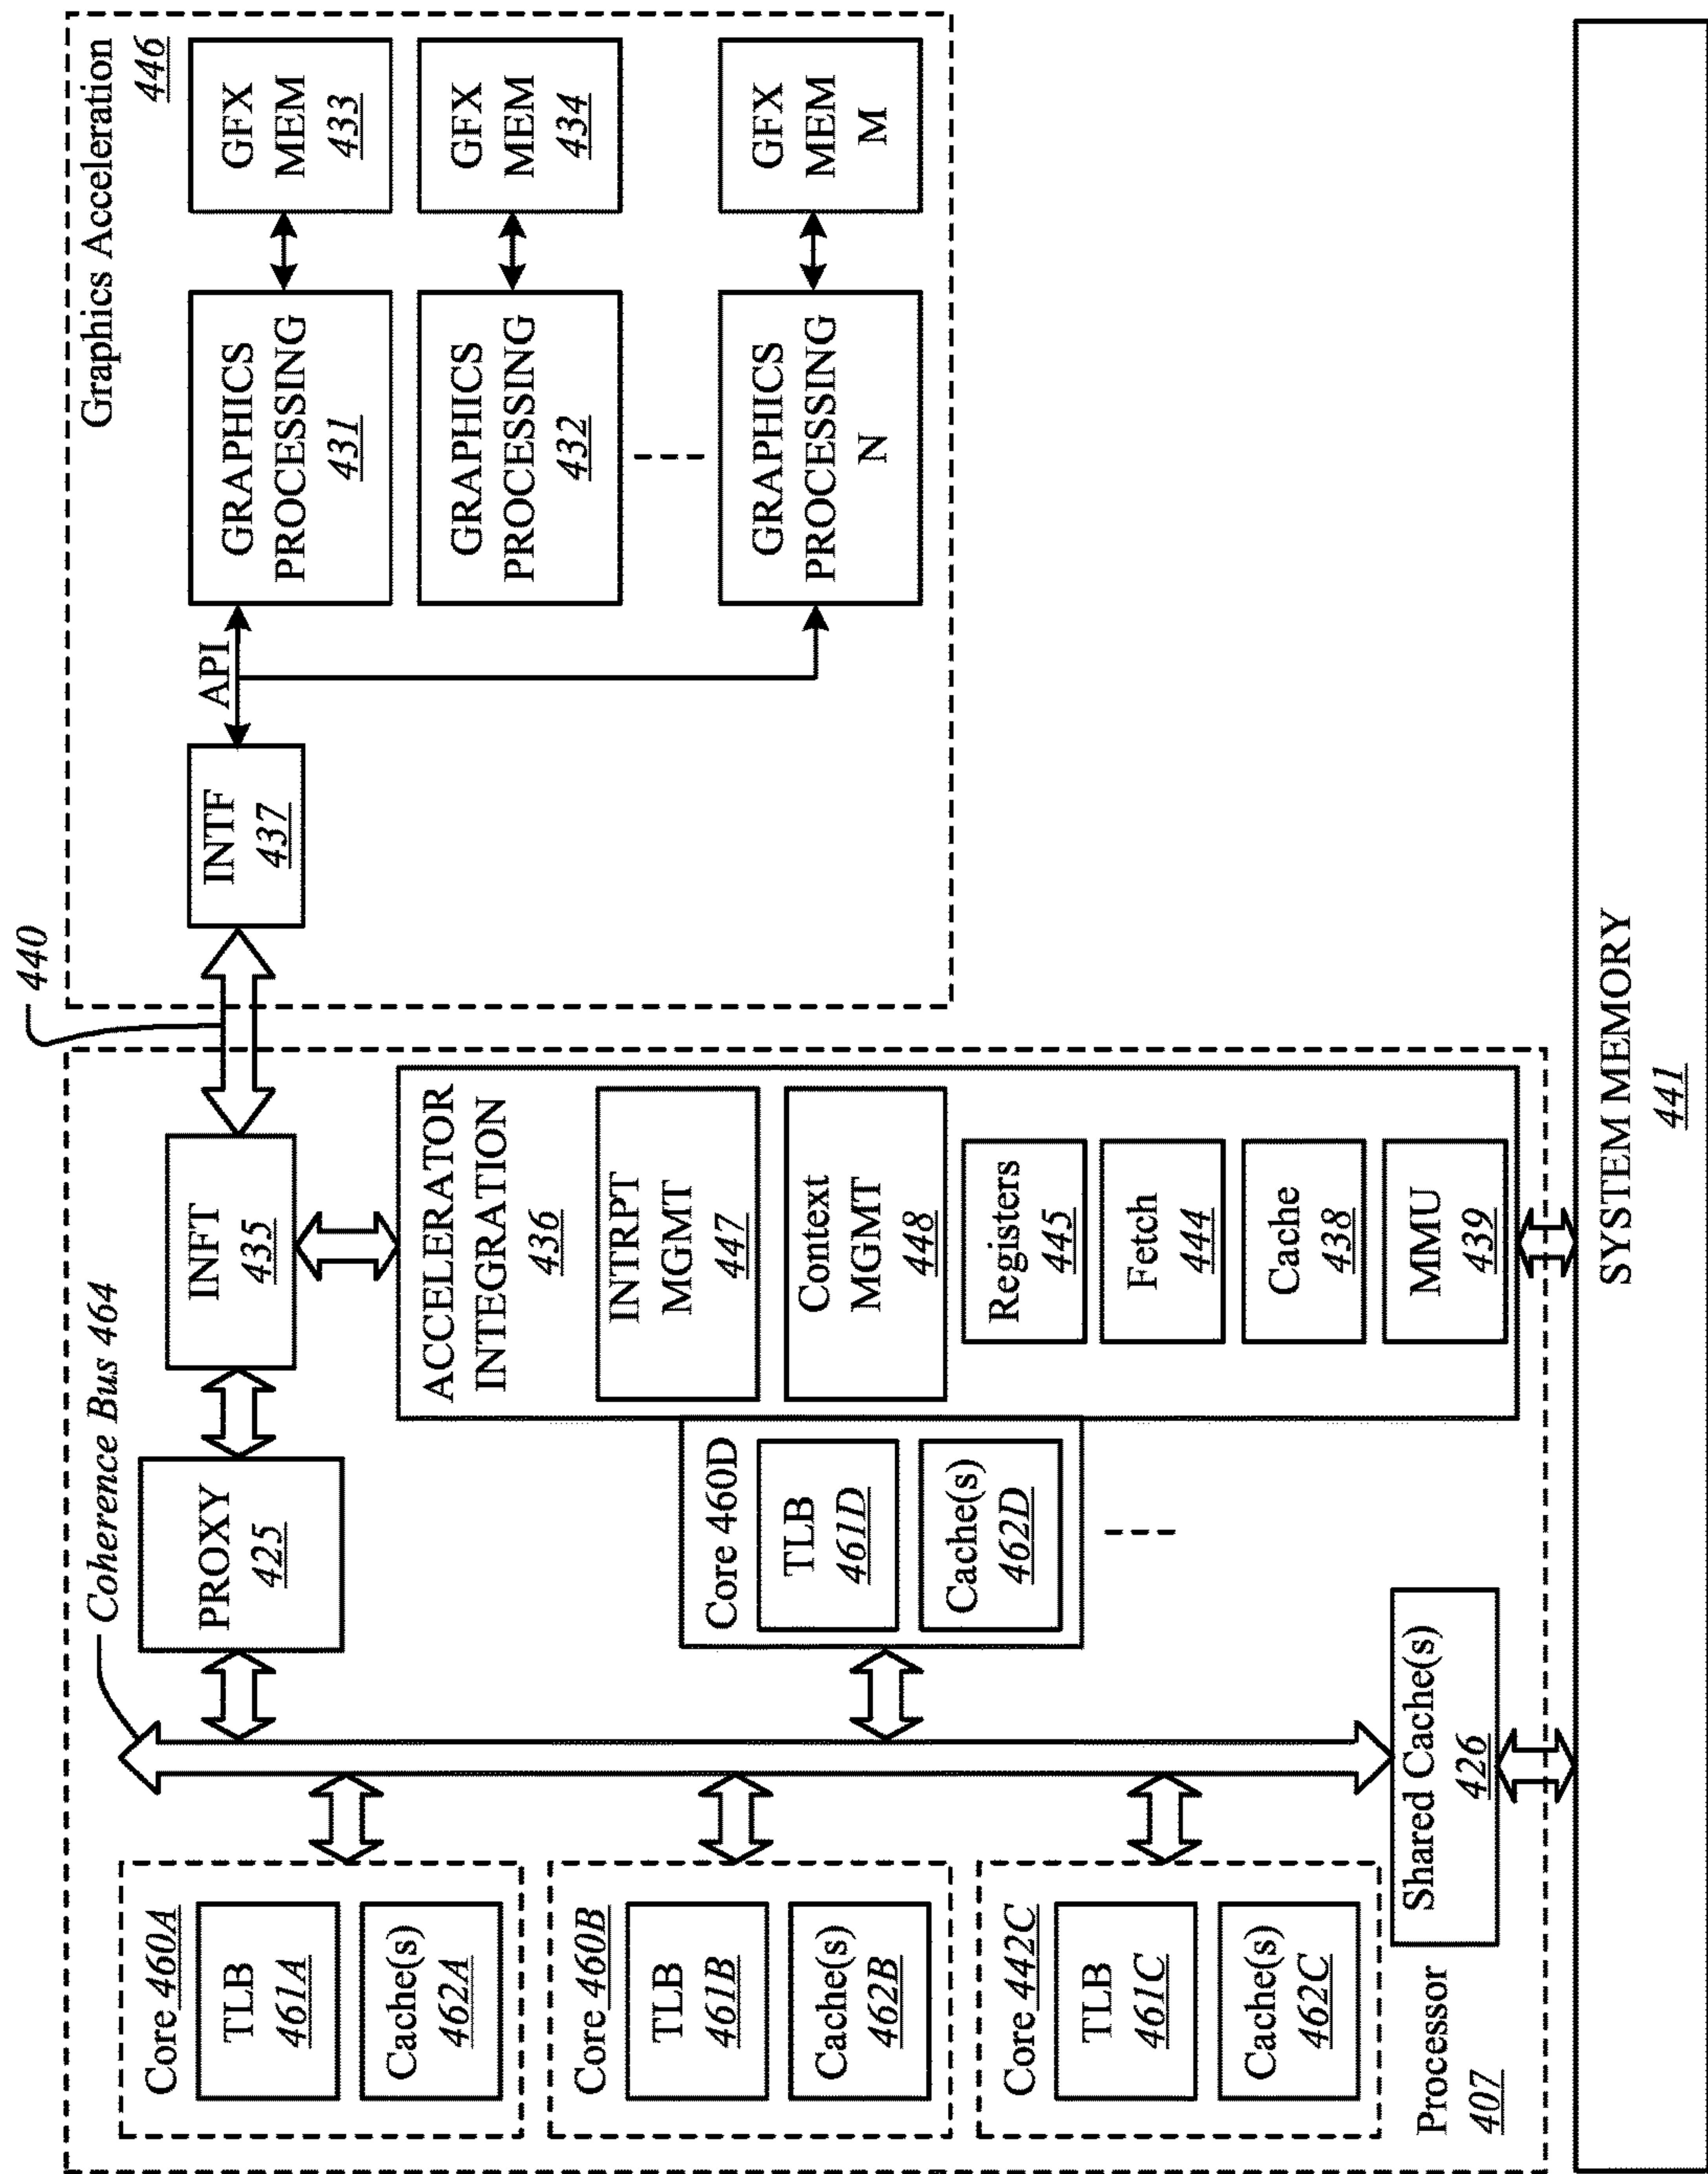 Processor
407
Core 460A
TLB
461A
Cache(s)
462A
Core 460B
TLB
461B
Cache(s)
462B
Core 442C
TLB
461C
Cache(s)
462C
Shared Cache(s)
426
Coherence Bus 464
PROXY
425
Core 460D
TLB
461D
Cache(s)
462D
INFT
435
ACCELERATOR
INTEGRATION
436
INTRPT
MGMT
447
Context
MGMT
448
Registers
445
Fetch
444
Cache
438
MMU
439
440
Graphics Acceleration
446
INTF
437
API
GRAPHICS
PROCESSING
431
GFX
MEM
433
GRAPHICS
PROCESSING
432
GFX
MEM
434
GRAPHICS
PROCESSING
N
GFX
MEM
M
SYSTEM MEMORY
441